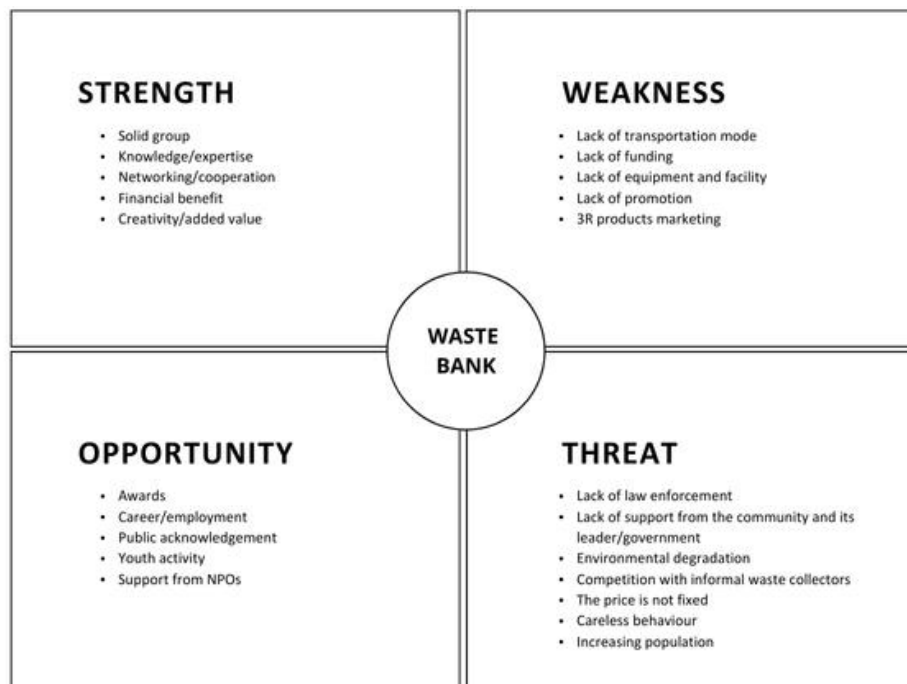 STRENGTH
• Solid group
• Knowledge/expertise
• Networking/cooperation
• Financial benefit
• Creativity/added value
WEAKNESS
• Lack of transportation mode
• Lack of funding
• Lack of equipment and facility
• Lack of promotion
• 3R products marketing
WASTE
BANK
OPPORTUNITY
• Awards
• Career/employment
• Public acknowledgement
• Youth activity
• Support from NPOs
THREAT
• Lack of law enforcement
• Lack of support from the community and its
leader/government
• Environmental degradation
• Competition with informal waste collectors
• The price is not fixed
• Careless behaviour
• Increasing population